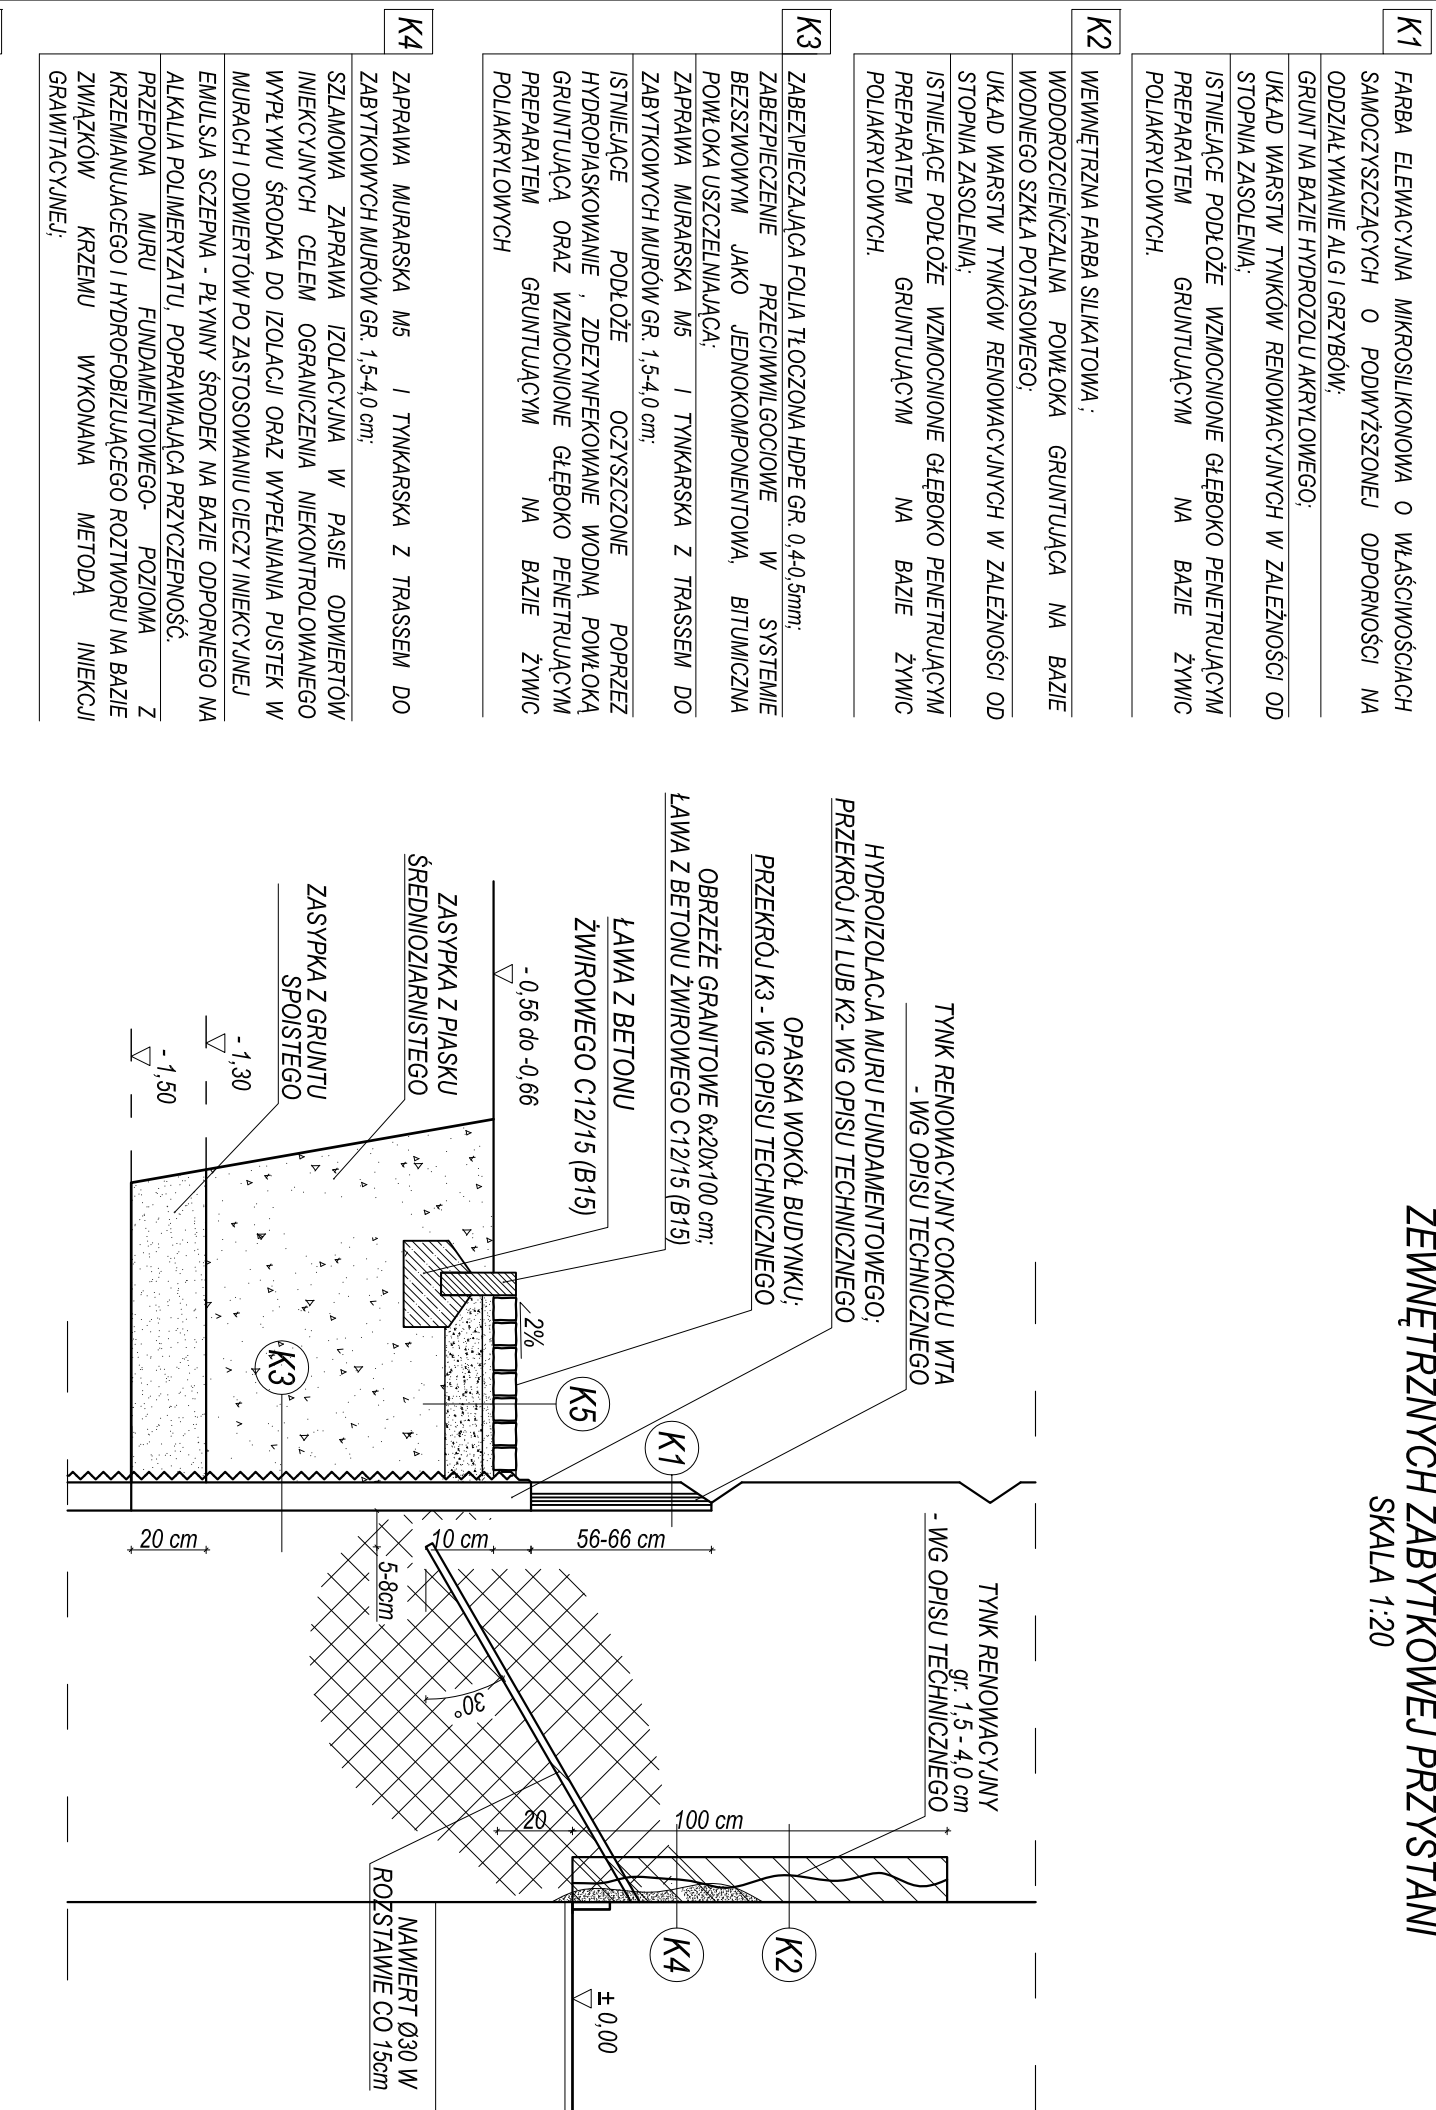 ZEWNĘTRZNYCH ZABYTKOWEJ PRZYSTANI
SKALA 1:20
K1
FARBA ELEWACYJNA MIKROSILIKONOWA O WŁAŚCIWOŚCIACH
SAMOCZYSZCZĄCYCH O PODWYŻSZONEJ ODPORNOŚCI NA
ODDZIAŁYWANIE ALG I GRZYBÓW;
GRUNT NA BAZIE HYDROZOLU AKRYLOWEGO;
UKŁAD WARSTW TYNKÓW RENOWACYJNYCH W ZALEŻNOŚCI OD
STOPNIA ZASOLENIA;
ISTNIEJĄCE PODŁOŻE WZMOCNIONE GŁĘBOKO PENETRUJĄCYM
PREPARATEM GRUNTUJĄCYM NA BAZIE ŻYWIC
POLIAKRYLOWYCH.
K2
WEWNĘTRZNA FARBA SILIKATOWA ;
WODOROZCIEŃCZALNA POWŁOKA GRUNTUJĄCA NA BAZIE
WODNEGO SZKŁA POTASOWEGO;
UKŁAD WARSTW TYNKÓW RENOWACYJNYCH W ZALEŻNOŚCI OD
STOPNIA ZASOLENIA;
ISTNIEJĄCE PODŁOŻE WZMOCNIONE GŁĘBOKO PENETRUJĄCYM
PREPARATEM GRUNTUJĄCYM NA BAZIE ŻYWIC
POLIAKRYLOWYCH.
K3
ZABEZPIECZAJĄCA FOLIA TŁOCZONA HDPE GR. 0,4-0,5mm;
ZABEZPIECZENIE PRZECIWWILGOCIOWE W SYSTEMIE
BEZSZWOWYM JAKO JEDNOKOMPONENTOWA, BITUMICZNA
POWŁOKA USZCZELNIAJĄCA;
ZAPRAWA MURARSKA M5 I TYNKARSKA Z TRASSEM DO
ZABYTKOWYCH MURÓW GR. 1,5-4,0 cm;
ISTNIEJĄCE PODŁOŻE OCZYSZCZONE POPRZEZ
HYDROPIASKOWANIE , ZDEZYNFEKOWANE WODNĄ POWŁOKĄ
GRUNTUJĄCĄ ORAZ WZMOCNIONE GŁĘBOKO PENETRUJĄCYM
PREPARATEM GRUNTUJĄCYM NA BAZIE ŻYWIC
POLIAKRYLOWYCH
K4
ZAPRAWA MURARSKA M5 I TYNKARSKA Z TRASSEM DO
ZABYTKOWYCH MURÓW GR. 1,5-4,0 cm;
SZLAMOWA ZAPRAWA IZOLACYJNA W PASIE ODWIERTÓW
INIEKCYJNYCH CELEM OGRANICZENIA NIEKONTROLOWANEGO
WYPŁYWU ŚRODKA DO IZOLACJI ORAZ WYPEŁNIANIA PUSTEK W
MURACH I ODWIERTÓW PO ZASTOSOWANIU CIECZY INIEKCYJNEJ
EMULSJA SCZEPNA - PŁYNNY ŚRODEK NA BAZIE ODPORNEGO NA
ALKALIA POLIMERYZATU, POPRAWIAJĄCA PRZYCZEPNOŚĆ.
PRZEPONA MURU FUNDAMENTOWEGO- POZIOMA Z
KRZEMIANUJACEGO I HYDROFOBIZUJĄCEGO ROZTWORU NA BAZIE
ZWIĄZKÓW KRZEMU WYKONANA METODĄ INIEKCJI
GRAWITACYJNEJ;
TYNK RENOWACYJNY COKOŁU WTA
- WG OPISU TECHNICZNEGO
HYDROIZOLACJA MURU FUNDAMENTOWEGO;
PRZEKRÓJ K1 LUB K2- WG OPISU TECHNICZNEGO
OPASKA WOKÓŁ BUDYNKU;
PRZEKRÓJ K3 - WG OPISU TECHNICZNEGO
OBRZEŻE GRANITOWE 6x20x100 cm;
ŁAWA Z BETONU ŻWIROWEGO C12/15 (B15)
ŁAWA Z BETONU
ŻWIROWEGO C12/15 (B15)
- 0,56 do -0,66
ZASYPKA Z PIASKU
ŚREDNIOZIARNISTEGO
ZASYPKA Z GRUNTU
SPOISTEGO
- 1,30
- 1,50
2%
K1
K5
K3
56-66 cm
10 cm
20 cm
5-8cm
30°
TYNK RENOWACYJNY
gr. 1,5 - 4,0 cm
- WG OPISU TECHNICZNEGO
100 cm
20
K2
K4
± 0,00
NAWIERT Ø30 W
ROZSTAWIE CO 15cm